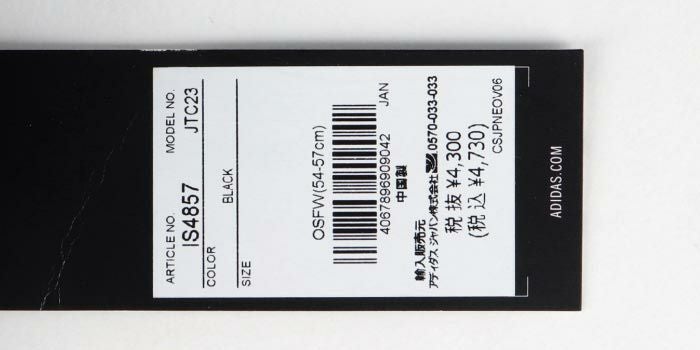 ARTICLE NO. MODEL NO.
IS4857 JTC23
COLOR
BLACK
SIZE
OSFW(54-57cm)
4067896909042
JAN
中国製
輸入販売元
アディダス ジャパン株式会社 0570-033-033
税抜 ¥4,300
(税込 ¥4,730)
CSJPNEOV06
ADIDAS.COM